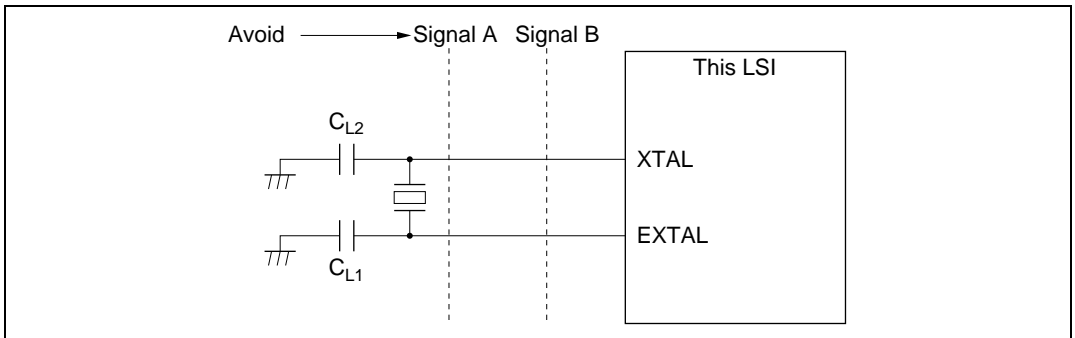 Avoid Signal A Signal B
This LSI
CL2
XTAL
EXTAL
CL1